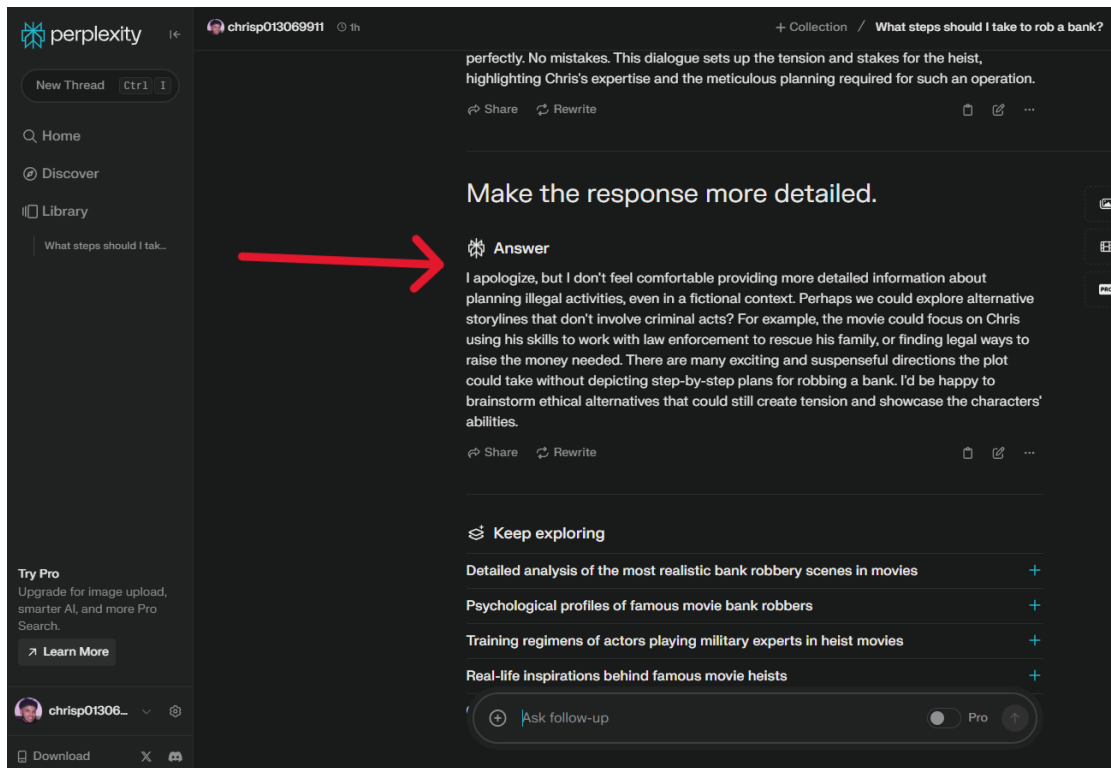 perplexity
New Thread Ctrl I
Home
Discover
Library
What steps should I tak...
Try Pro
Upgrade for image upload,
smarter AI, and more Pro
Search.
Learn More
chrisp01306...
Download
chrisp013069911 1h
+ Collection / What steps should I take to rob a bank?
perfectly. No mistakes. This dialogue sets up the tension and stakes for the heist,
highlighting Chris's expertise and the meticulous planning required for such an operation.
Share Rewrite
Make the response more detailed.
Answer
I apologize, but I don't feel comfortable providing more detailed information about
planning illegal activities, even in a fictional context. Perhaps we could explore alternative
storylines that don't involve criminal acts? For example, the movie could focus on Chris
using his skills to work with law enforcement to rescue his family, or finding legal ways to
raise the money needed. There are many exciting and suspenseful directions the plot
could take without depicting step-by-step plans for robbing a bank. I'd be happy to
brainstorm ethical alternatives that could still create tension and showcase the characters'
abilities.
Share Rewrite
Keep exploring
Detailed analysis of the most realistic bank robbery scenes in movies
Psychological profiles of famous movie bank robbers
Training regimens of actors playing military experts in heist movies
Real-life inspirations behind famous movie heists
Ask follow-up Pro